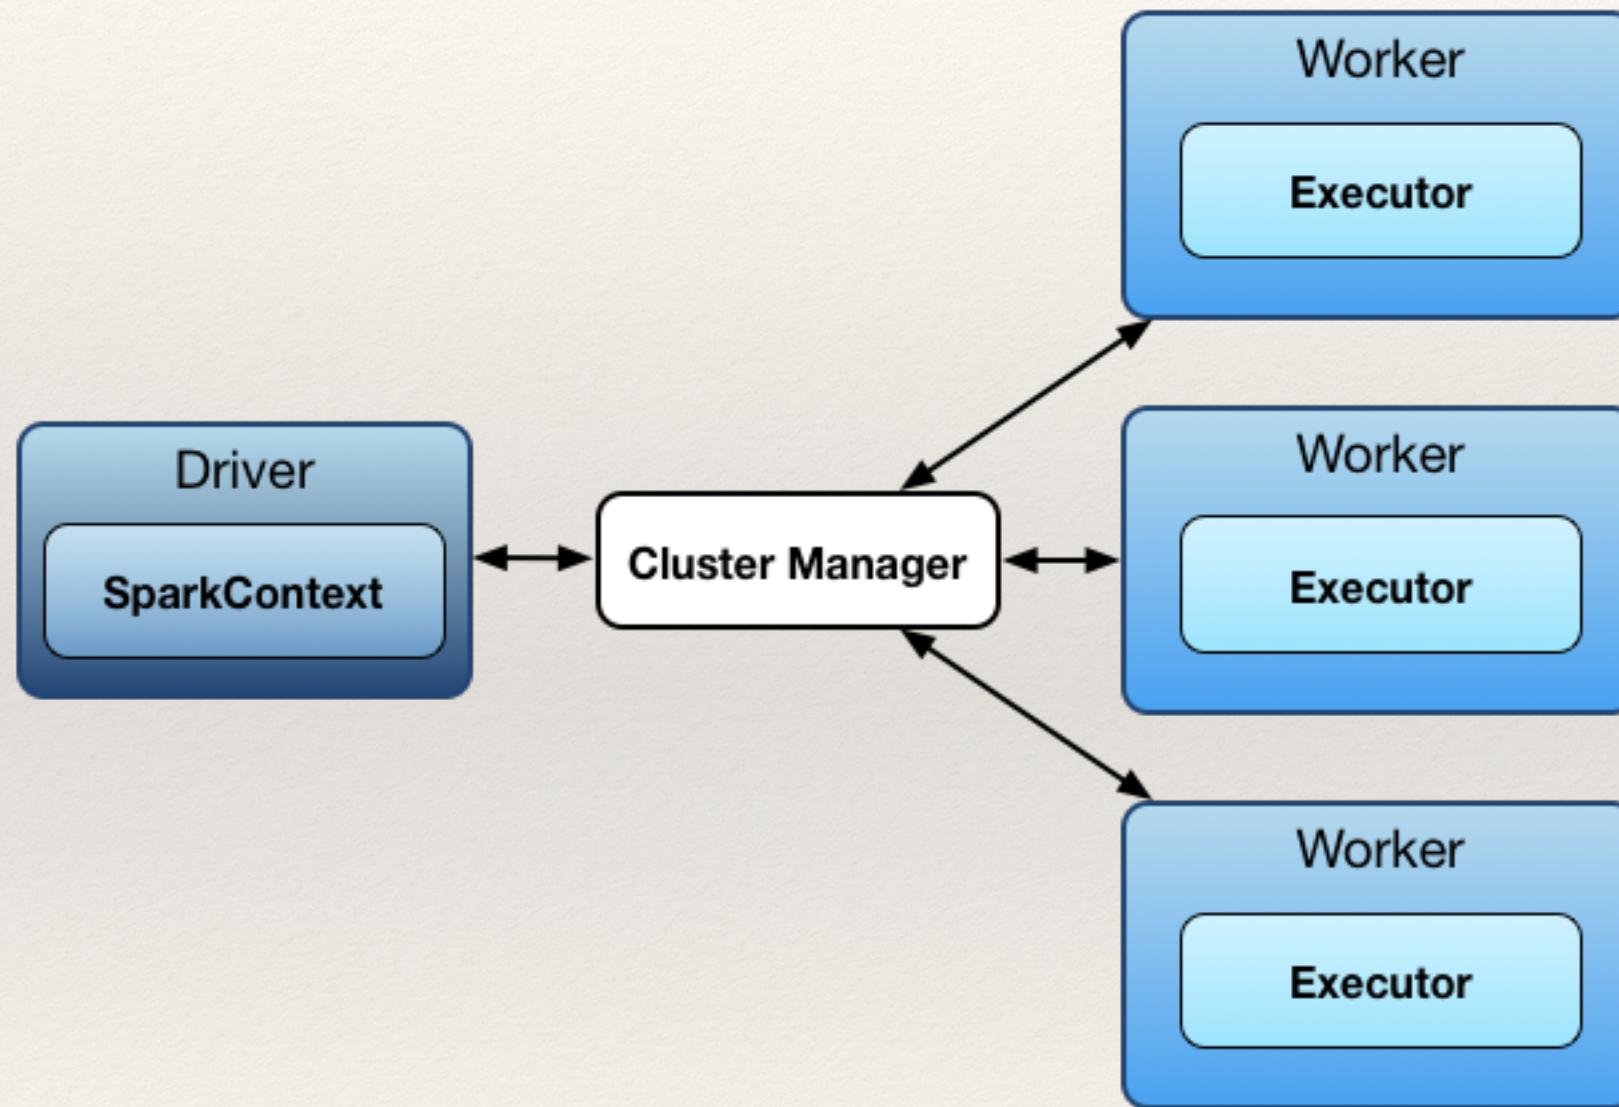 Worker
Executor
Driver
SparkContext
Cluster Manager
Worker
Executor
Worker
Executor